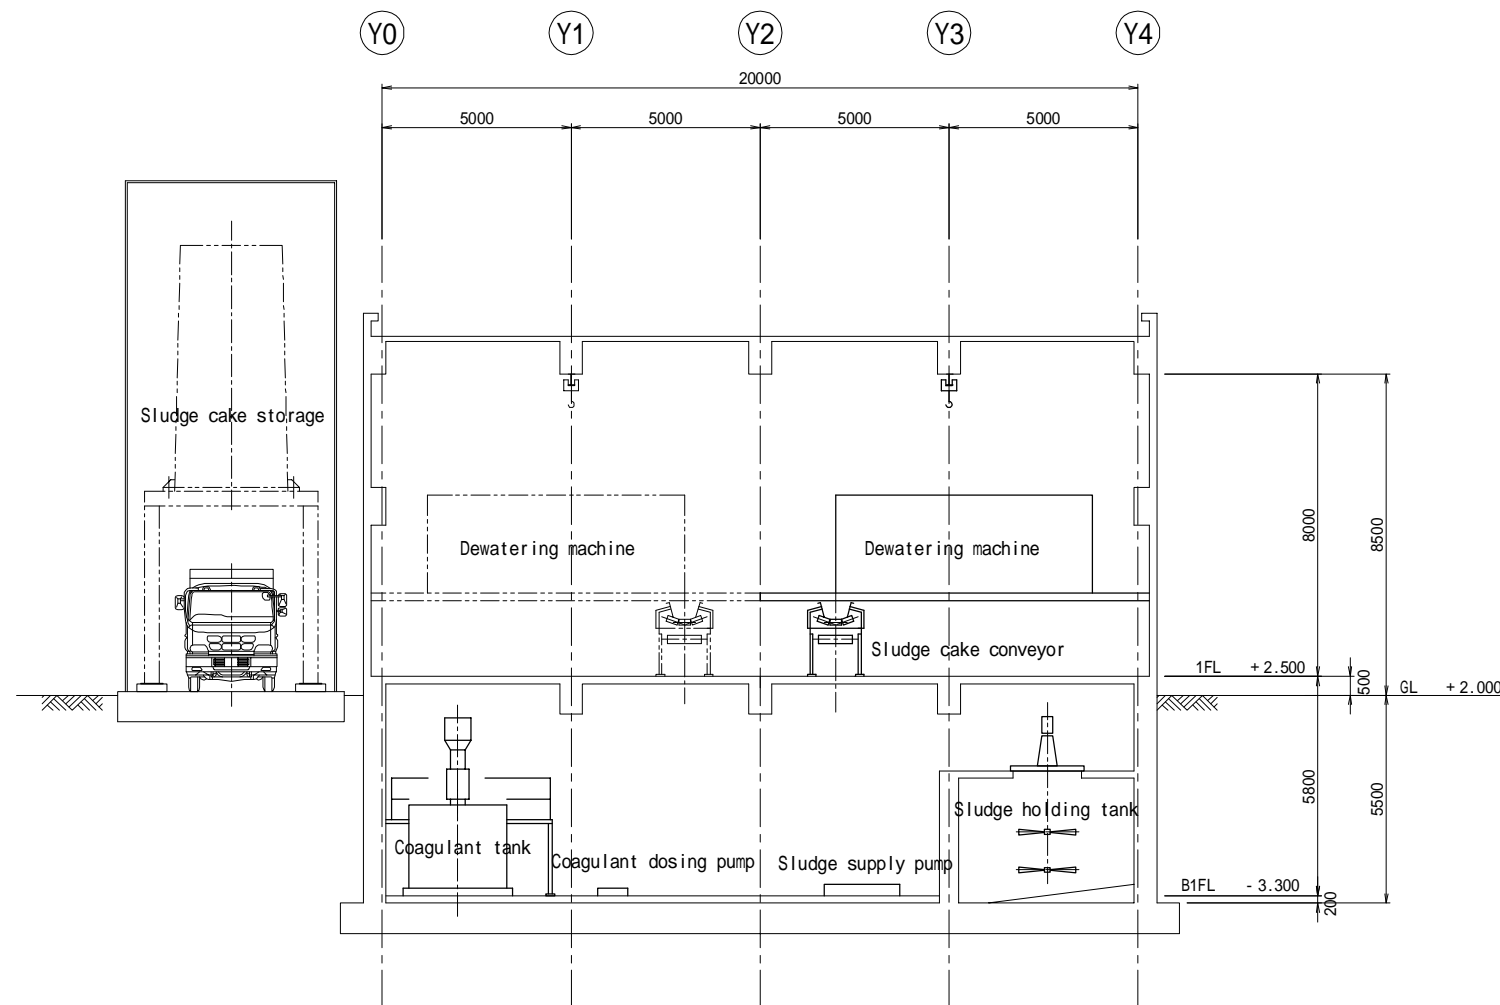 Y0 Y1 Y2 Y3 Y4
20000
5000 5000 5000 5000
Sludge cake storage
8000
8500
Dewatering machine
Dewatering machine
Sludge cake conveyor
1FL +2.500
500
GL +2.000
5800
5500
Sludge holding tank
Coagulant tank
Coagulant dosing pump
Sludge supply pump
B1FL -3.300
200